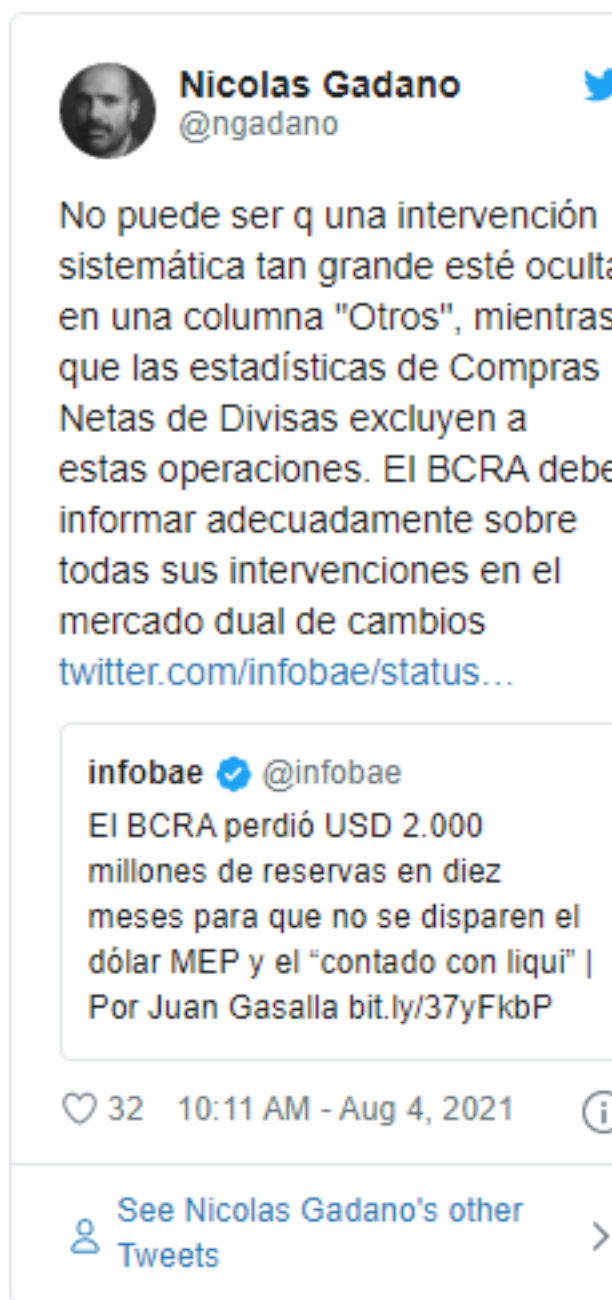 Nicolas Gadano
@ngadano
No puede ser q una intervención
sistemática tan grande esté oculta
en una columna "Otros", mientras
que las estadísticas de Compras
Netas de Divisas excluyen a
estas operaciones. El BCRA debe
informar adecuadamente sobre
todas sus intervenciones en el
mercado dual de cambios
twitter.com/infobae/status…
infobae @infobae
El BCRA perdió USD 2.000
millones de reservas en diez
meses para que no se disparen el
dólar MEP y el “contado con liqui” |
Por Juan Gasalla bit.ly/37yFkbP
32 10:11 AM - Aug 4, 2021
See Nicolas Gadano's other
Tweets